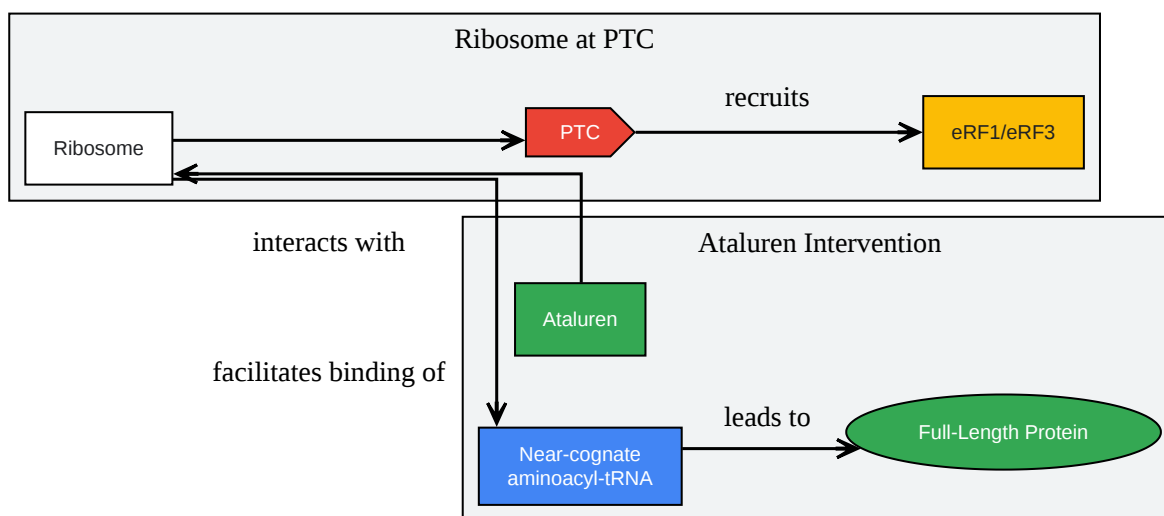 Ribosome at PTC
recruits
Ribosome
PTC
eRF1/eRF3
interacts with
Ataluren Intervention
Ataluren
facilitates binding of
leads to
Full-Length Protein
Near-cognate
aminoacyl-tRNA